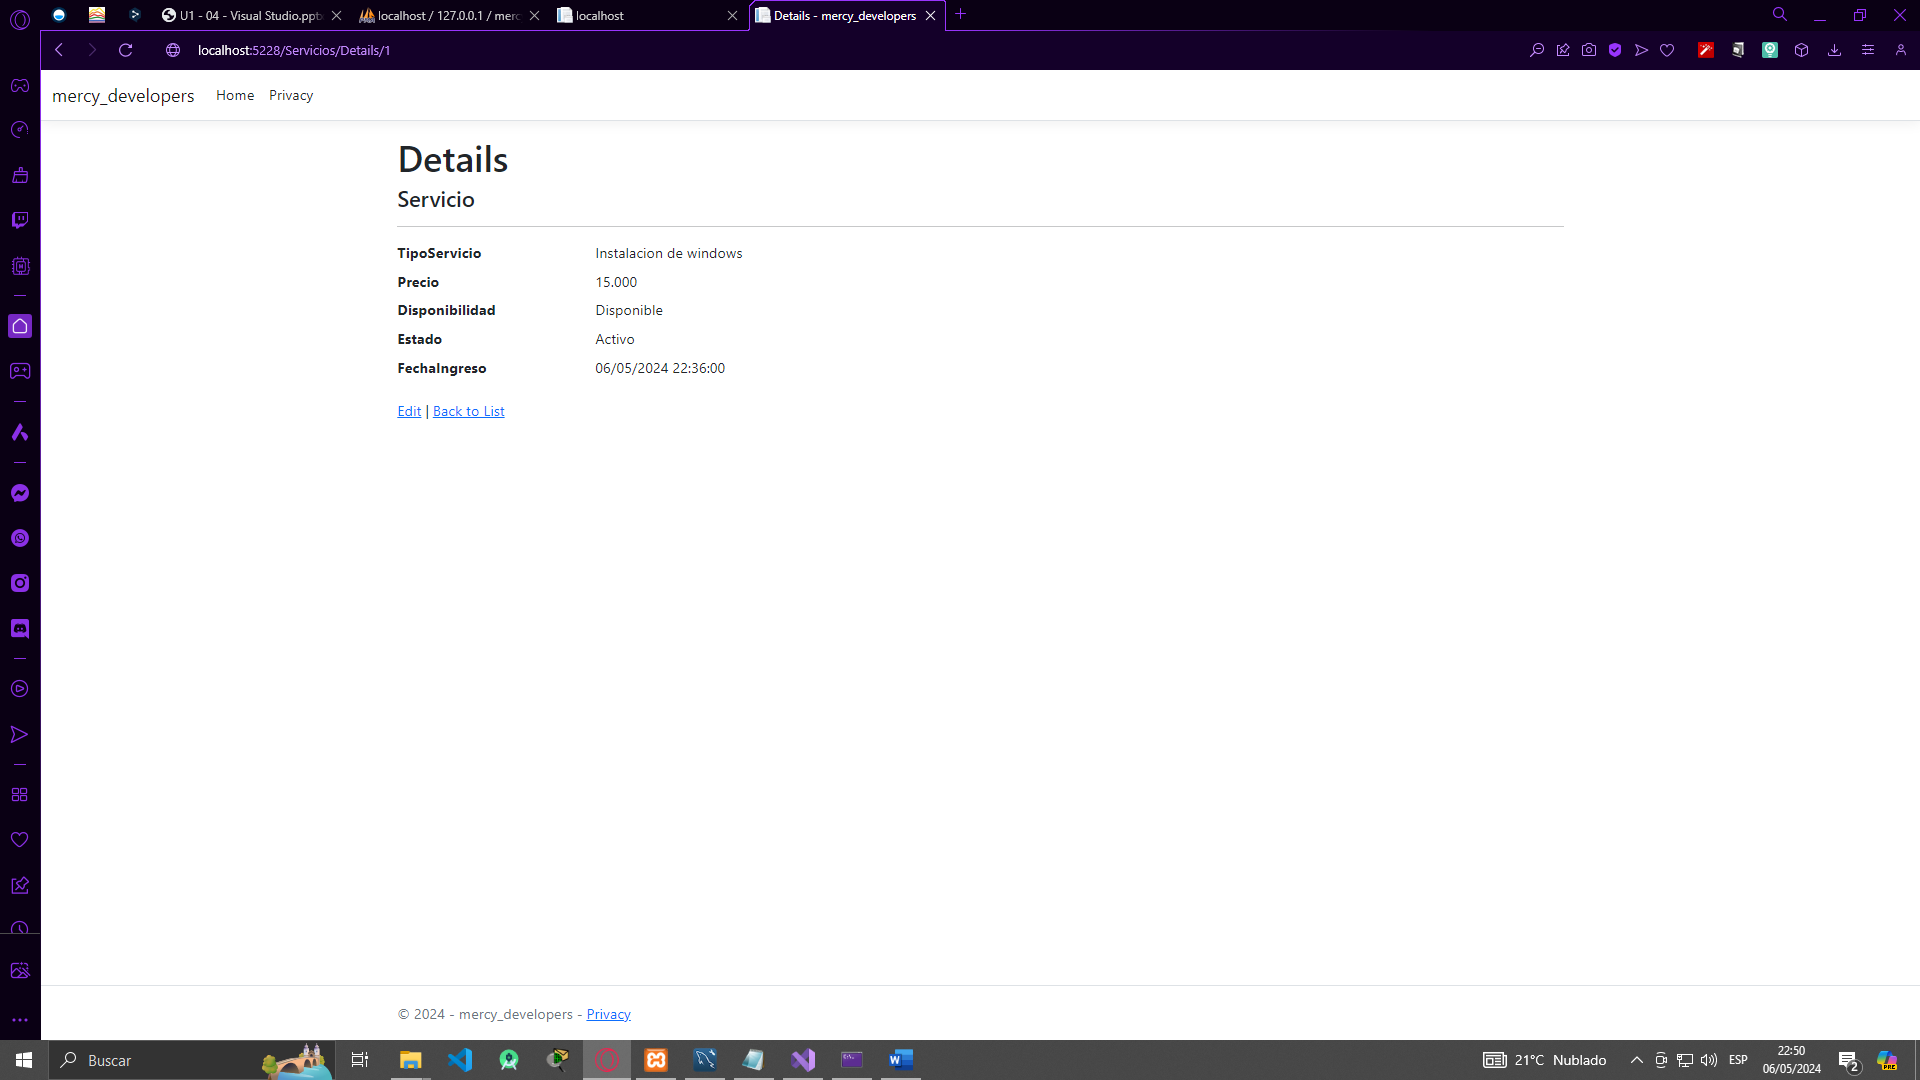 U1 - 04 - Visual Studio.ppt
localhost / 127.0.0.1 / merc
localhost
Details - mercy_developers
localhost:5228/Servicios/Details/1
mercy_developers Home Privacy
Details
Servicio
TipoServicio Instalacion de windows
Precio 15.000
Disponibilidad Disponible
Estado Activo
FechaIngreso 06/05/2024 22:36:00
Edit | Back to List
© 2024 - mercy_developers - Privacy
Buscar
21°C Nublado
ESP
22:50
06/05/2024
2